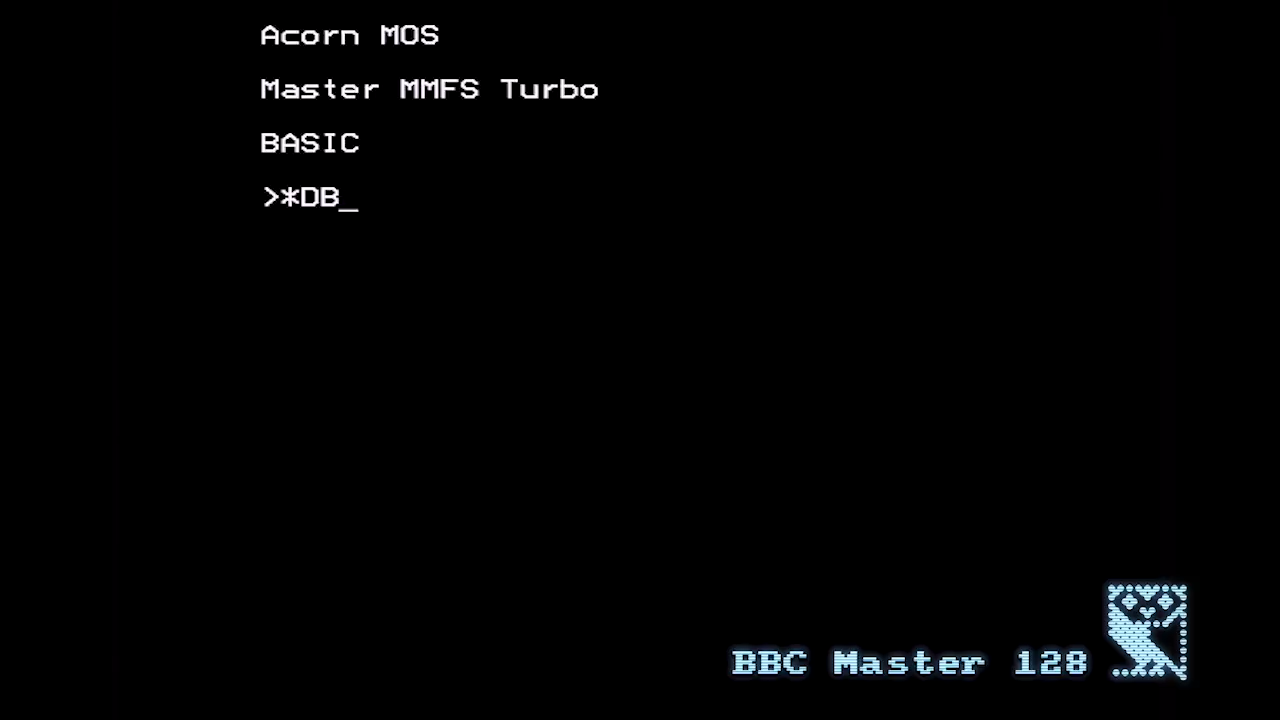 Acorn MOS
Master MMFS Turbo
BASIC
>*DB_
BBC Master 128